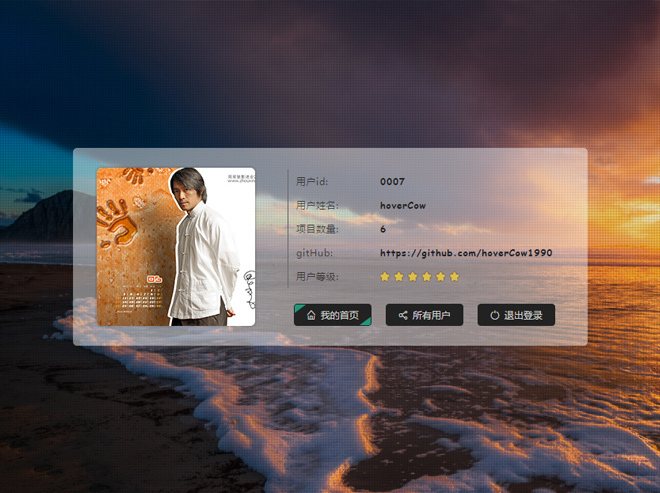 用户id: 0007
用户姓名: hoverCow
项目数量: 6
gitHub: https://github.com/hoverCow1990
用户等级:
我的首页 所有用户 退出登录